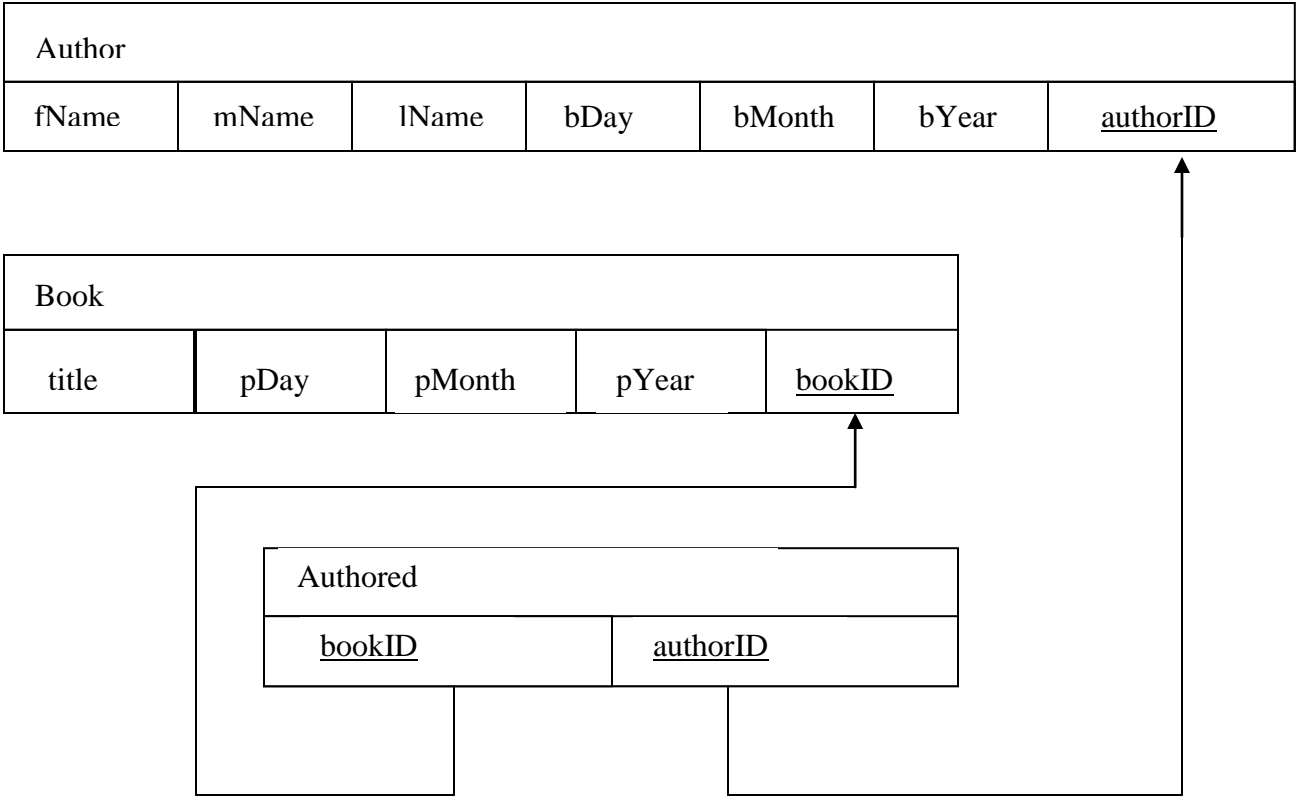 Author
fName mName lName bDay bMonth bYear authorID
Book
title pDay pMonth pYear bookID
Authored
bookID authorID